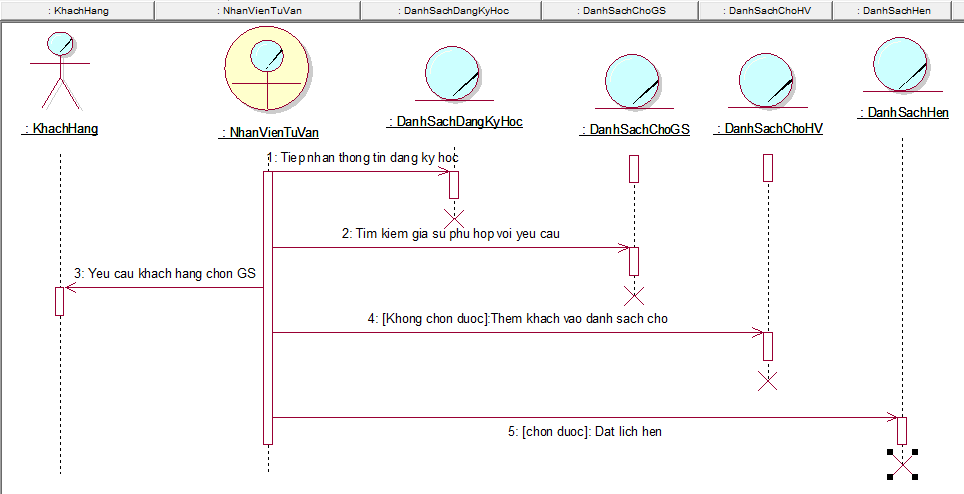 : KhachHang
: NhanVienTuVan
: DanhSachDangKyHoc
: DanhSachChoGS
: DanhSachChoHV
: DanhSachHen
: KhachHang
: NhanVienTuVan
: DanhSachDangKyHoc
: DanhSachChoGS
: DanhSachChoHV
: DanhSachHen
1: Tiep nhan thong tin dang ky hoc
2: Tim kiem gia su phu hop voi yeu cau
3: Yeu cau khach hang chon GS
4: [Khong chon duoc]:Them khach vao danh sach cho
5: [chon duoc]: Dat lich hen